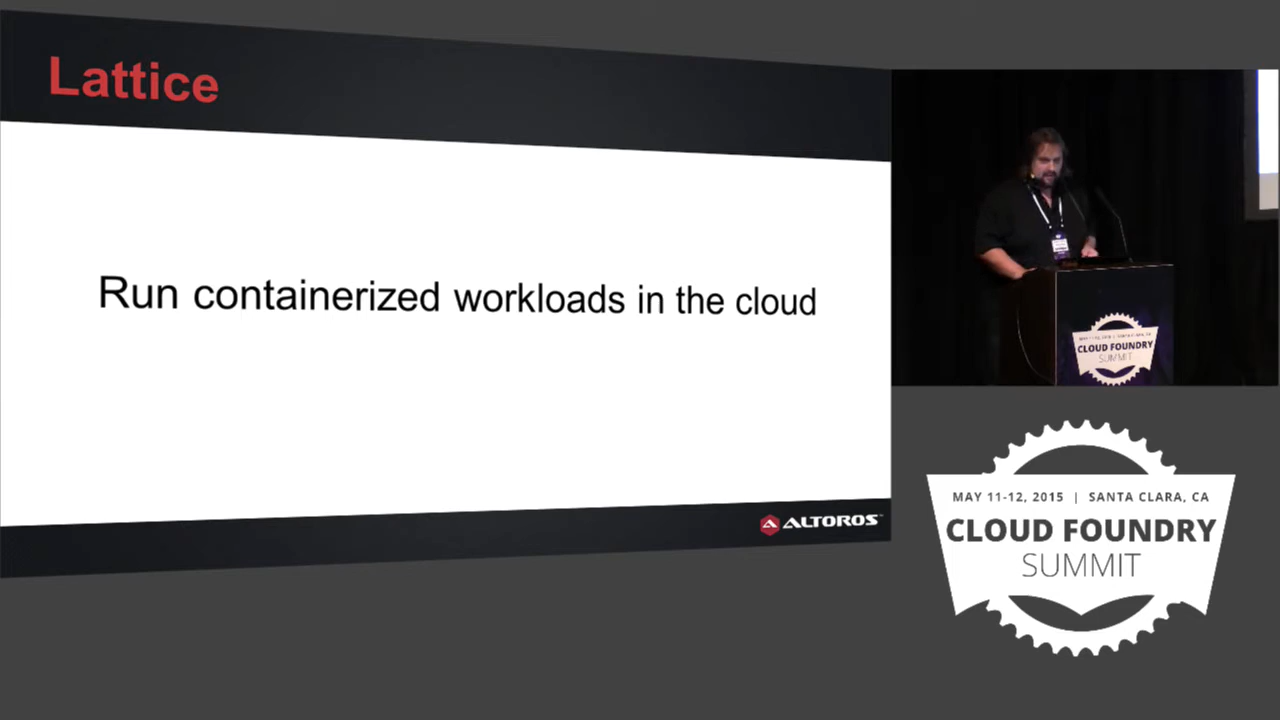 Lattice
Run containerized workloads in the cloud
ALTOROS
CLOUD FOUNDRY
SUMMIT
MAY 11-12, 2015 | SANTA CLARA, CA
CLOUD FOUNDRY
SUMMIT